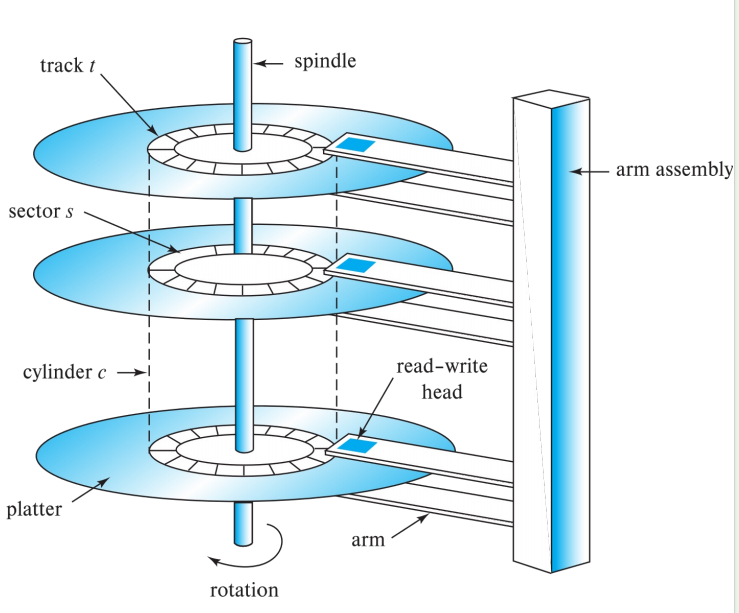 track t
spindle
arm assembly
sector s
cylinder c
read-write
head
platter
arm
rotation